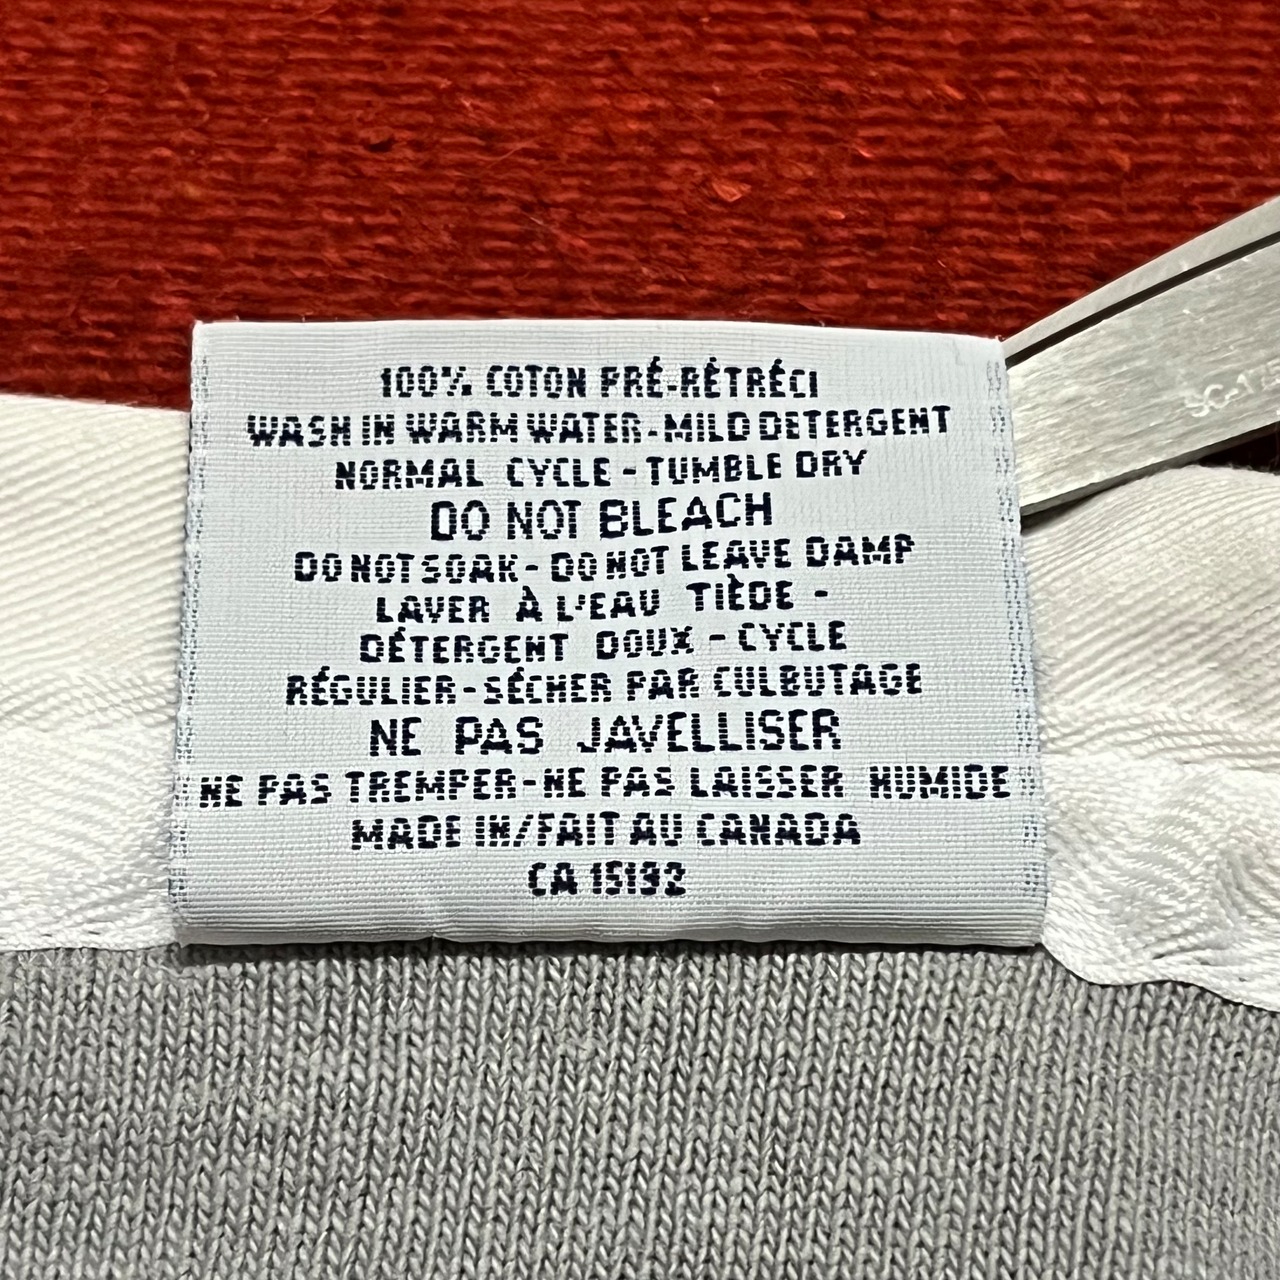 100% COTON PRÉ-RÊTRÉCI
WASH IN WARM WATER-MILD DETERGENT
NORMAL CYCLE - TUMBLE DRY
DO NOT BLEACH
DO NOT SOAK - DO NOT LEAVE DAMP
LAVER À L'EAU TIÈDE -
DÉTERGENT DOUX - CYCLE
RÉGULIER-SÉCHER PAR CULBUTAGE
NE PAS JAVELLISER
NE PAS TREMPER-NE PAS LAISSER HUMIDE
MADE IN/FAIT AU CANADA
CA 15192